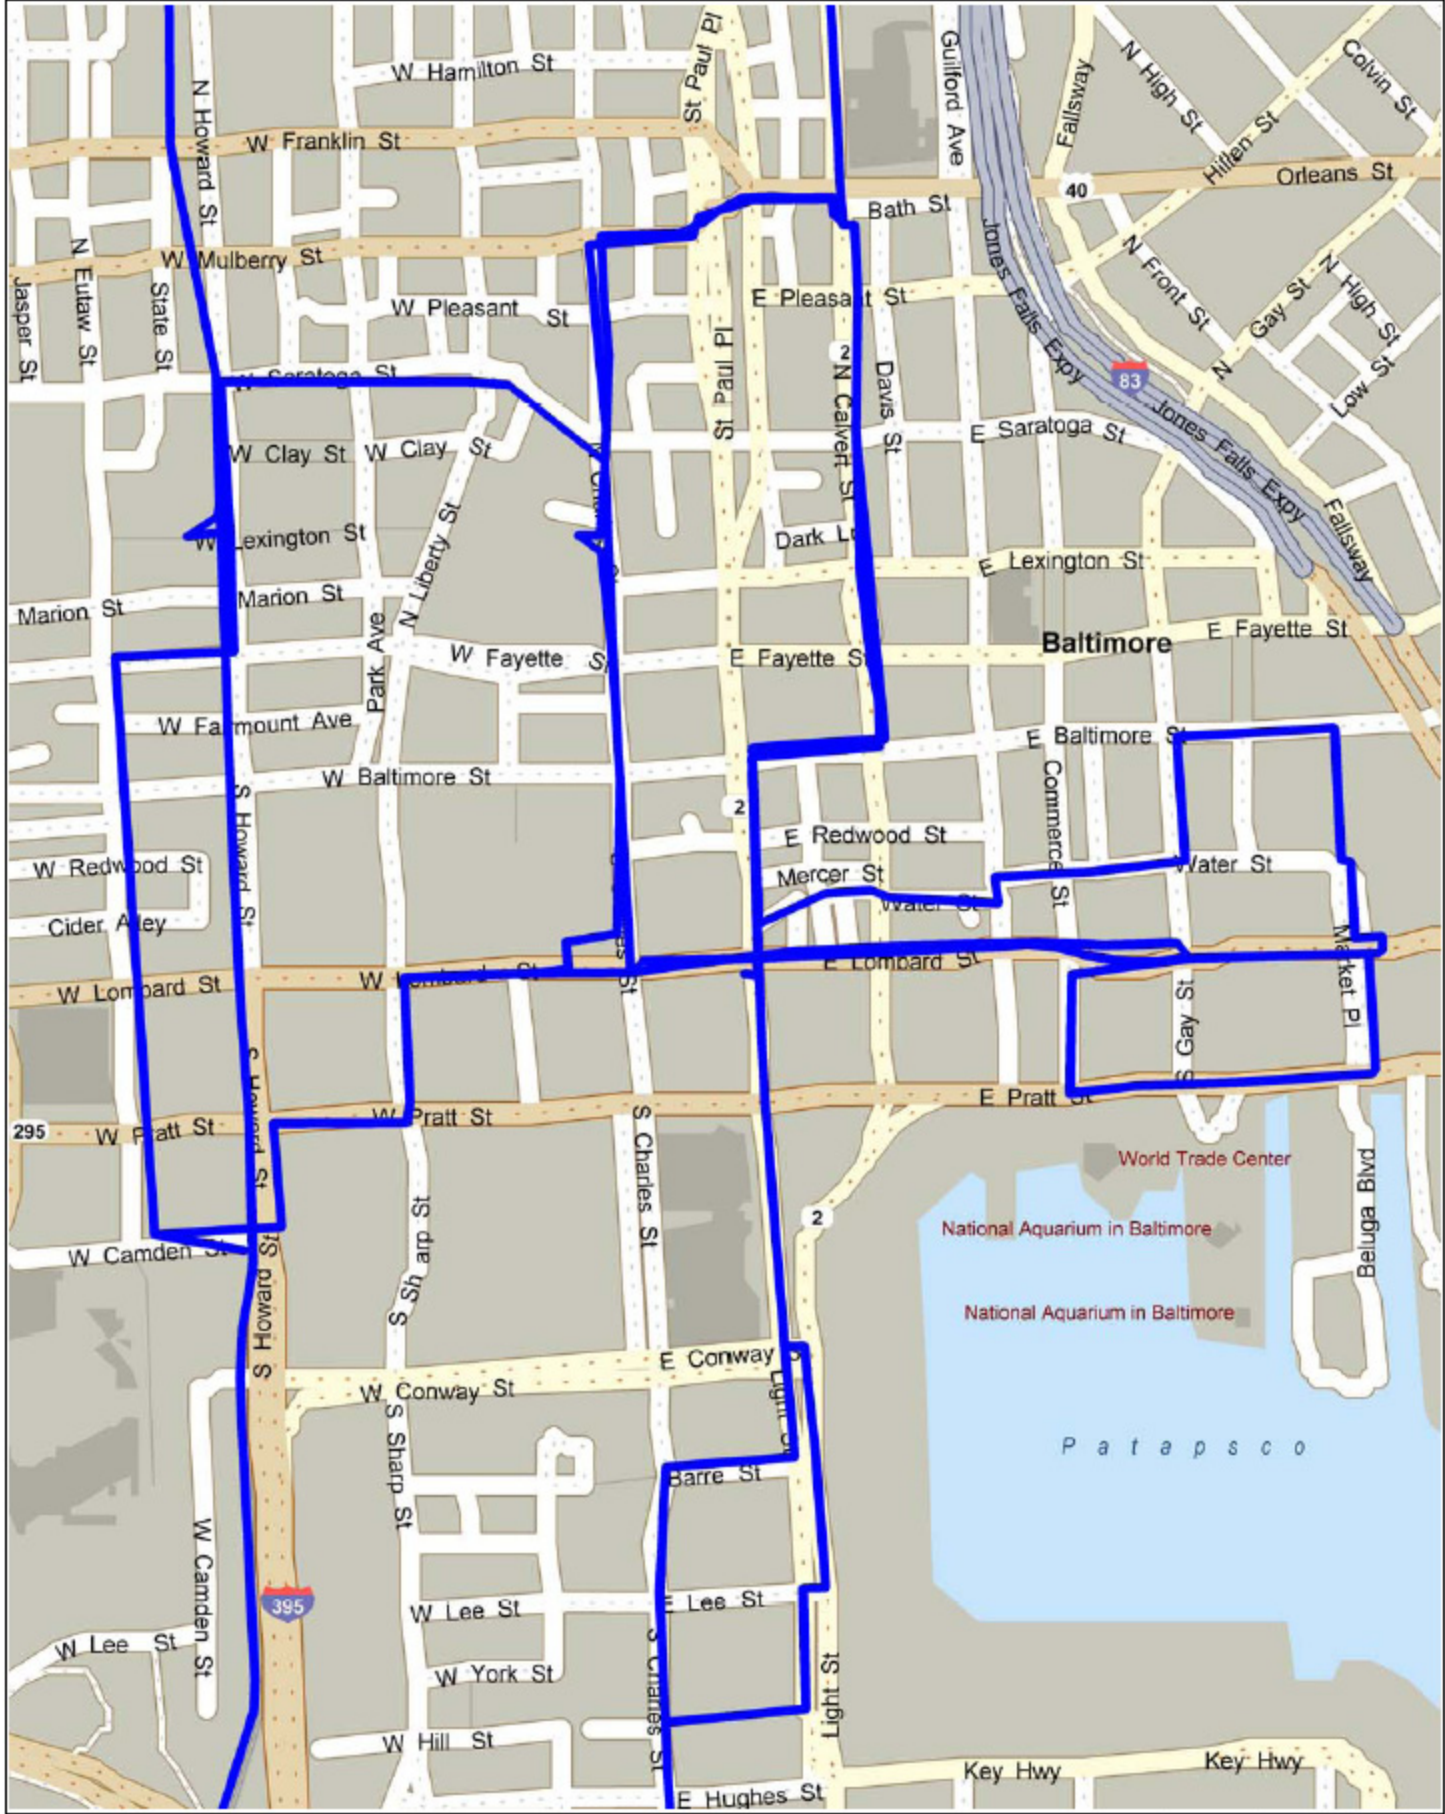 W Hamilton St
St Paul Pl
Guilford Ave
Fallsway
N High St
Colvin St
N Howard St
W Franklin St
Hillen St
Orleans St
40
Bath St
W Mulberry St
N Eutaw St
State St
Jasper St
W Pleasant St
E Pleasant St
Jones Falls Expy
N Front St
N Gay St
N High St
Low St
83
2
W Saratoga St
St Paul Pl
N Calvert St
Davis St
E Saratoga St
Jones Falls Expy
Fallsway
W Clay St
W Clay St
N Liberty St
W Lexington St
Dark L
E Lexington St
Marion St
Marion St
Park Ave
W Fayette St
E Fayette St
Baltimore
E Fayette St
W Fairmount Ave
W Baltimore St
E Baltimore St
Commerce St
2
S Howard St
E Redwood St
W Redwood St
Mercer St
Water St
Water St
Cider Alley
Market Pl
W Lombard St
W Lombard St
E Lombard St
S Gay St
S Howard St
295
W Pratt St
W Pratt St
E Pratt St
S Charles St
World Trade Center
Beluga Blvd
2
National Aquarium in Baltimore
S Sharp St
W Camden St
S Howard St
National Aquarium in Baltimore
E Conway S
W Conway St
Light St
S Sharp St
Patapsco
Barre St
W Camden St
395
W Lee St
E Lee St
W Lee St
W York St
S Charles St
Light St
W Hill St
Key Hwy
Key Hwy
E Hughes St